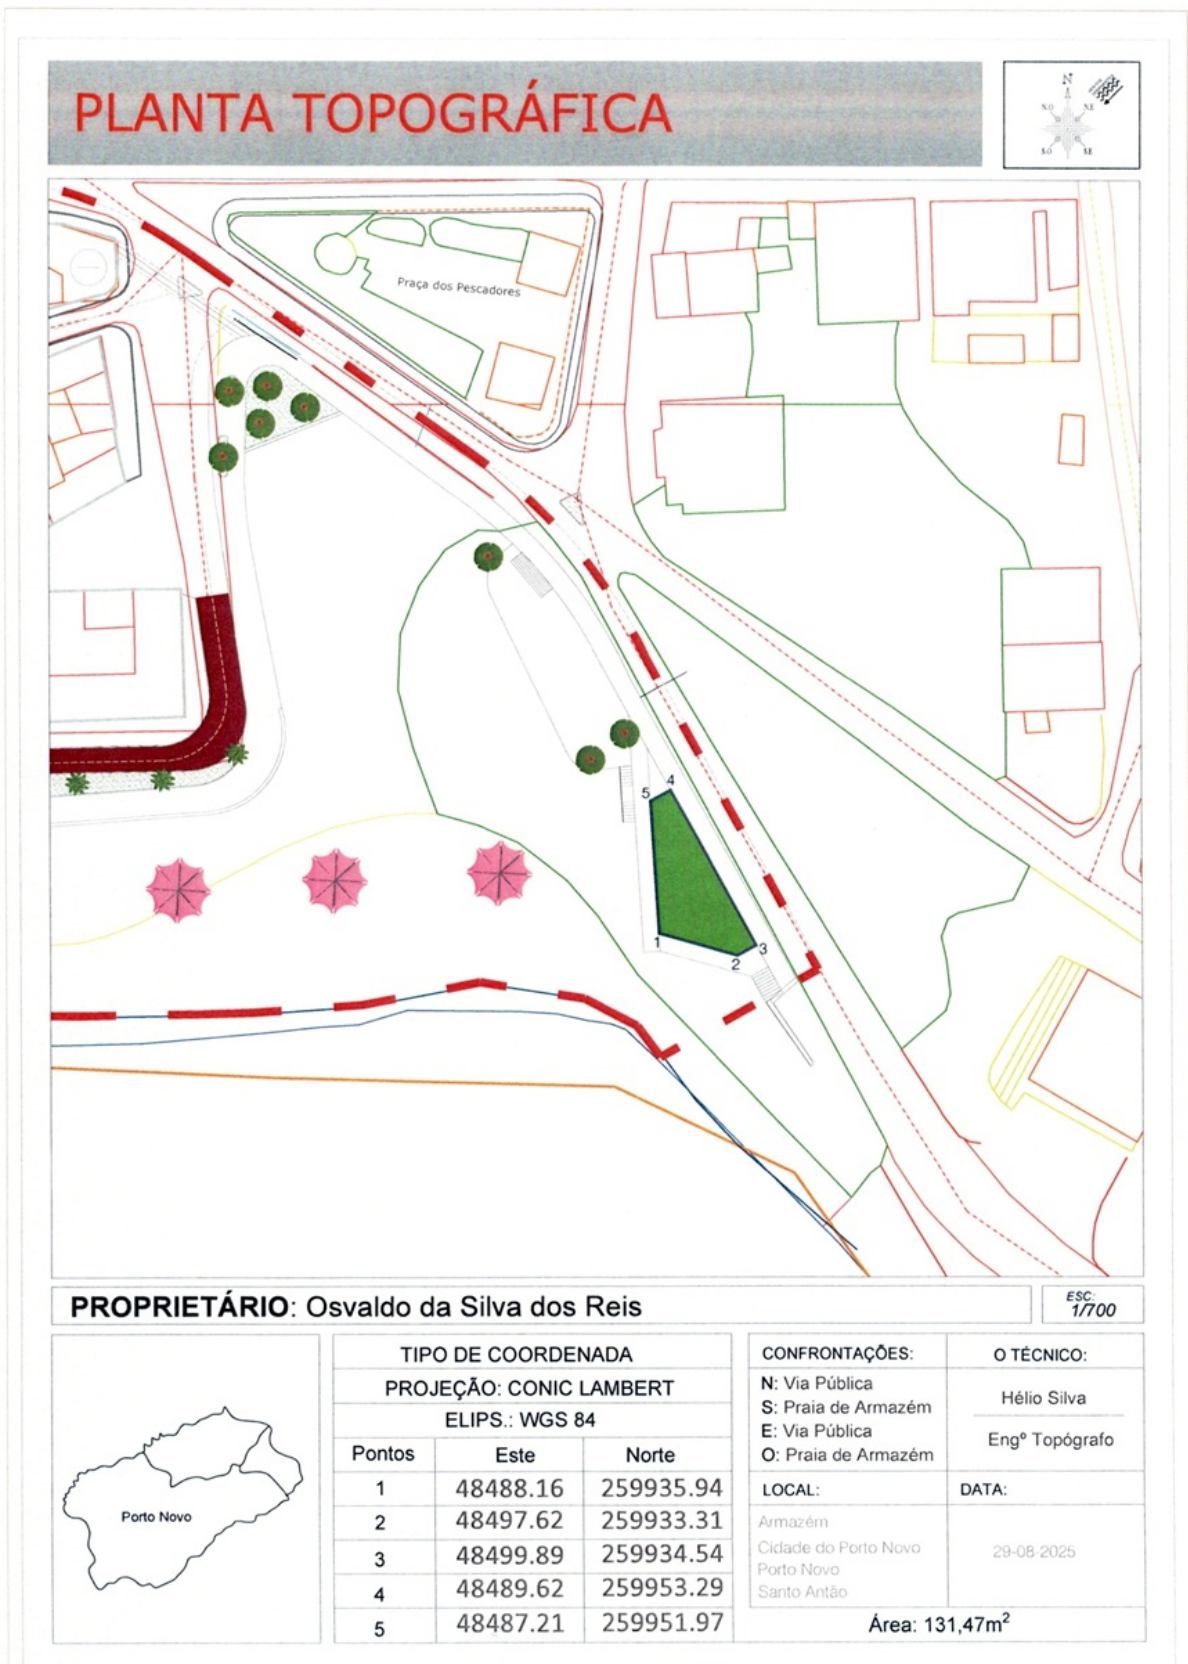 PLANTA TOPOGRÁFICA
N
N.O
N.E
S.O
S.E
Praça dos Pescadores
4
5
1
2
3
PROPRIETÁRIO: Osvaldo da Silva dos Reis
ESC:
1/700
Porto Novo
TIPO DE COORDENADA
PROJEÇÃO: CONIC LAMBERT
ELIPS.: WGS 84
Pontos Este Norte
1 48488.16 259935.94
2 48497.62 259933.31
3 48499.89 259934.54
4 48489.62 259953.29
5 48487.21 259951.97
CONFRONTAÇÕES:
N: Via Pública
S: Praia de Armazém
E: Via Pública
O: Praia de Armazém
O TÉCNICO:
Hélio Silva
Engº Topógrafo
LOCAL:
Armazém
Cidade do Porto Novo
Porto Novo
Santo Antão
DATA:
29-08-2025
Área: 131,47m²